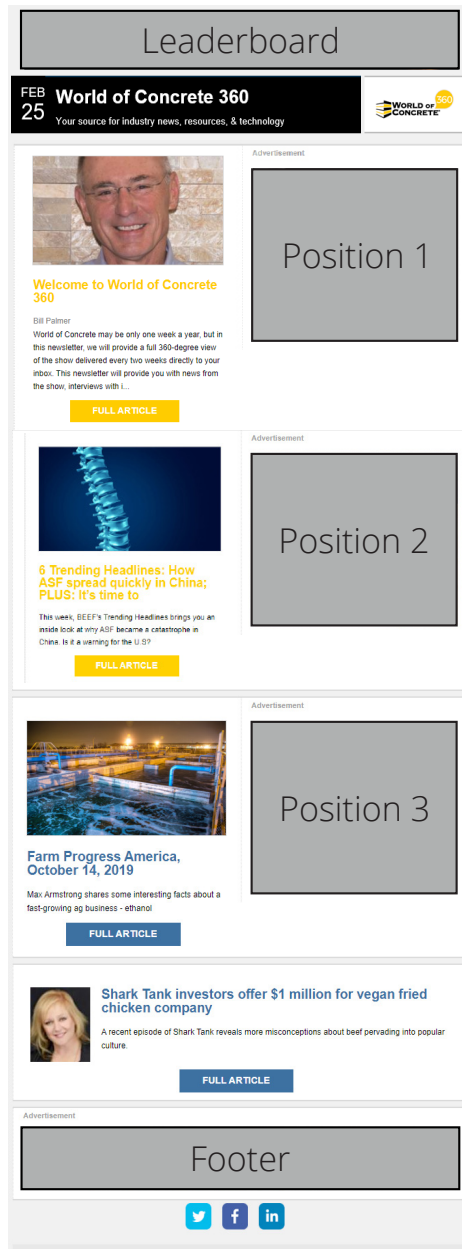 Leaderboard
FEB
25
World of Concrete 360
Your source for industry news, resources, & technology
WORLD OF
CONCRETE
360
Advertisement
Position 1
Welcome to World of Concrete
360
Bill Palmer
World of Concrete may be only one week a year, but in
this newsletter, we will provide a full 360-degree view
of the show delivered every two weeks directly to your
inbox. This newsletter will provide you with news from
the show, interviews with i...
FULL ARTICLE
Advertisement
Position 2
6 Trending Headlines: How
ASF spread quickly in China;
PLUS: It's time to
This week, BEEF's Trending Headlines brings you an
inside look at why ASF became a catastrophe in
China. Is it a warning for the U.S?
FULL ARTICLE
Advertisement
Position 3
Farm Progress America,
October 14, 2019
Max Armstrong shares some interesting facts about a
fast-growing ag business - ethanol
FULL ARTICLE
Shark Tank investors offer $1 million for vegan fried
chicken company
A recent episode of Shark Tank reveals more misconceptions about beef pervading into popular
culture.
FULL ARTICLE
Advertisement
Footer